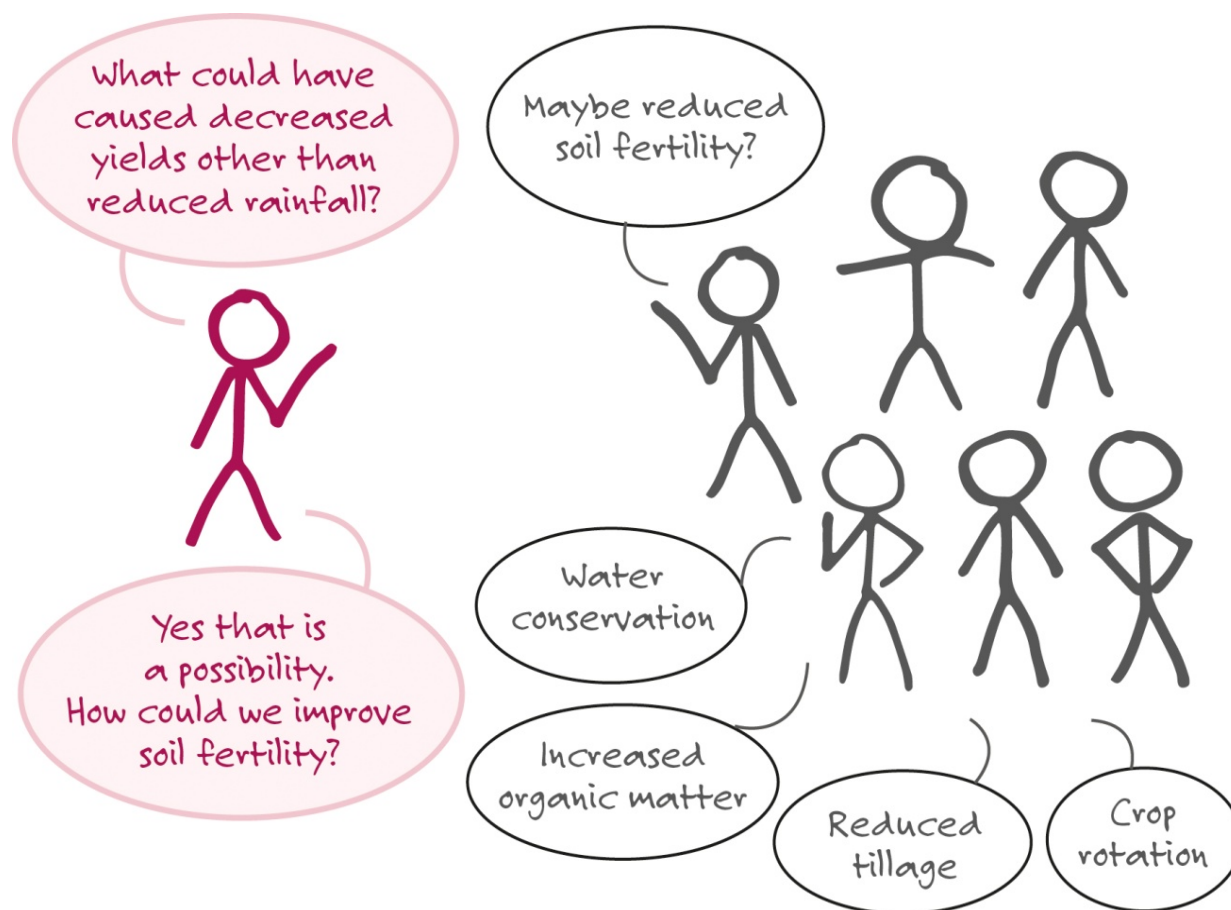 What could have
caused decreased
yields other than
reduced rainfall?
Maybe reduced
soil fertility?
Yes that is
a possibility.
How could we improve
soil fertility?
Water
conservation
Increased
organic matter
Reduced
tillage
Crop
rotation